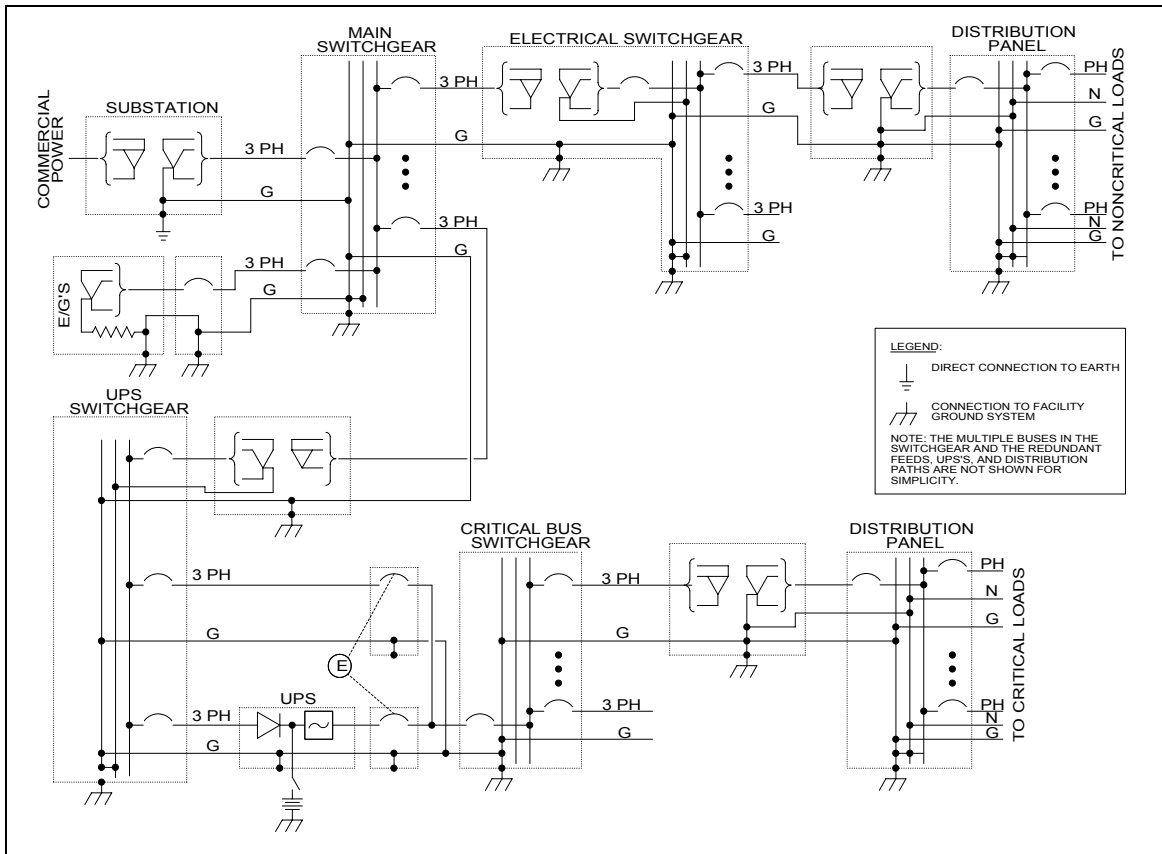 MAIN
SWITCHGEAR
ELECTRICAL SWITCHGEAR
DISTRIBUTION
PANEL
3 PH
3 PH
PH
N
G
TO NONCRITICAL LOADS
SUBSTATION
COMMERCIAL
POWER
3 PH
G
G
G
3 PH
G
3 PH
G
PH
N
G
E/G'S
3 PH
G
LEGEND:
DIRECT CONNECTION TO EARTH
CONNECTION TO FACILITY
GROUND SYSTEM
NOTE: THE MULTIPLE BUSES IN THE
SWITCHGEAR AND THE REDUNDANT
FEEDS, UPS'S, AND DISTRIBUTION
PATHS ARE NOT SHOWN FOR
SIMPLICITY.
UPS
SWITCHGEAR
CRITICAL BUS
SWITCHGEAR
DISTRIBUTION
PANEL
3 PH
3 PH
PH
N
G
TO CRITICAL LOADS
G
G
E
UPS
3 PH
G
3 PH
G
PH
N
G